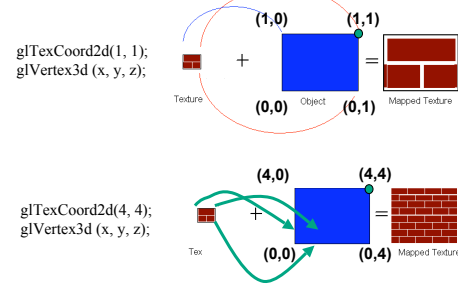 (1,0) (1,1)
glTexCoord2d(1, 1);
glVertex3d (x, y, z);
+ =
Texture (0,0) Object (0,1) Mapped Texture
(4,0) (4,4)
glTexCoord2d(4, 4);
glVertex3d (x, y, z);
+ =
Tex (0,0) (0,4) Mapped Texture